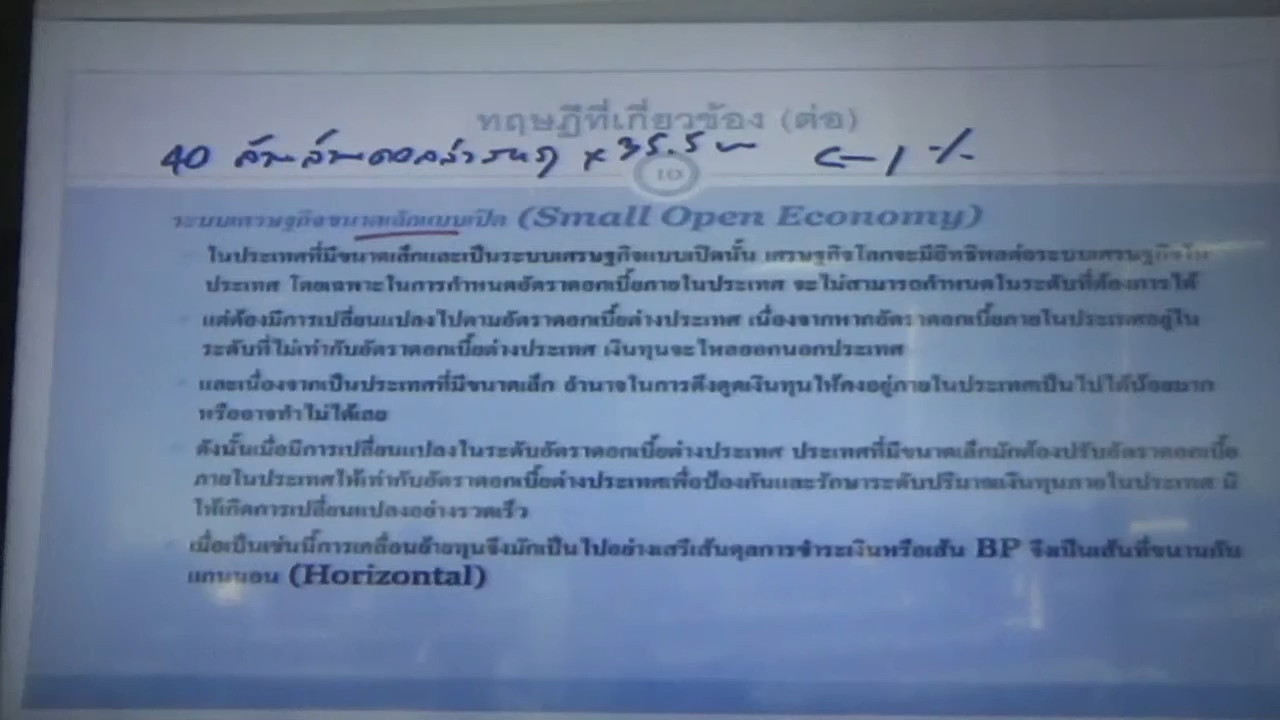 ทฤษฎีที่เกี่ยวข้อง (ต่อ)
40 ล้านล้านดอลล่าร์สหรัฐ x 35.5 ← 1 %
10
ระบบเศรษฐกิจขนาดเล็กแบบเปิด (Small Open Economy)
ในประเทศที่มีขนาดเล็กและเป็นระบบเศรษฐกิจแบบเปิดนั้น เศรษฐกิจโลกจะมีอิทธิพลต่อระบบเศรษฐกิจใน
ประเทศ โดยเฉพาะในการกำหนดอัตราดอกเบี้ยภายในประเทศ จะไม่สามารถกำหนดในระดับที่ต้องการได้
แต่ต้องมีการเปลี่ยนแปลงไปตามอัตราดอกเบี้ยต่างประเทศ เนื่องจากหากอัตราดอกเบี้ยภายในประเทศอยู่ใน
ระดับที่ไม่เท่ากับอัตราดอกเบี้ยต่างประเทศ เงินทุนจะไหลออกนอกประเทศ
และเนื่องจากเป็นประเทศที่มีขนาดเล็ก อำนาจในการดึงดูดเงินทุนให้คงอยู่ภายในประเทศเป็นไปได้น้อยมาก
หรืออาจทำไม่ได้เลย
ดังนั้นเมื่อมีการเปลี่ยนแปลงในระดับอัตราดอกเบี้ยต่างประเทศ ประเทศที่มีขนาดเล็กมักต้องปรับอัตราดอกเบี้ย
ภายในประเทศให้เท่ากับอัตราดอกเบี้ยต่างประเทศเพื่อป้องกันและรักษาระดับปริมาณเงินทุนภายในประเทศ มิ
ให้เกิดการเปลี่ยนแปลงอย่างรวดเร็ว
เมื่อเป็นเช่นนี้การเคลื่อนย้ายทุนจึงมักเป็นไปอย่างเสรีเส้นดุลการชำระเงินหรือเส้น BP จึงเป็นเส้นที่ขนานกับ
แกนนอน (Horizontal)